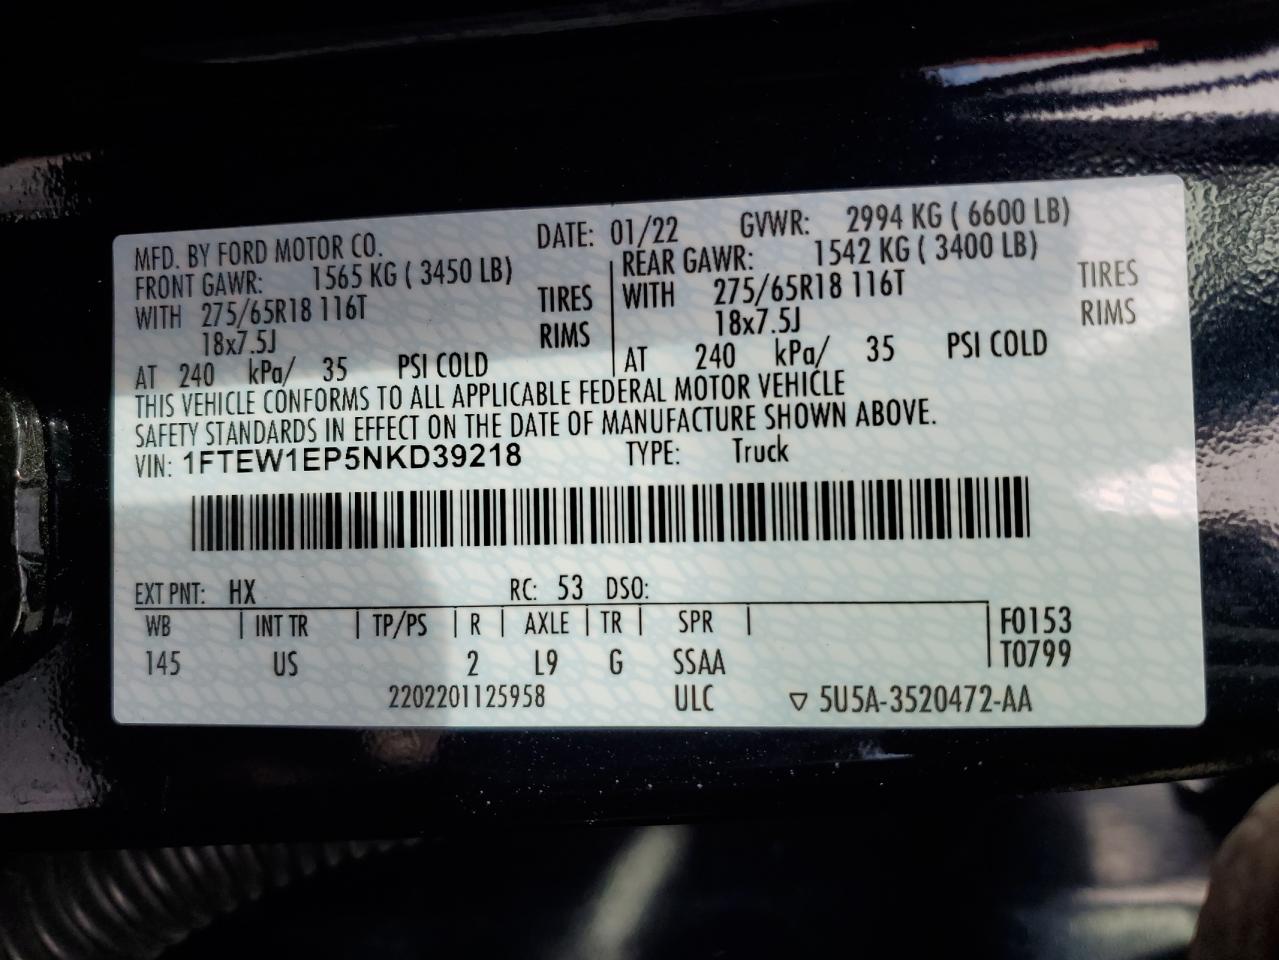 MFD. BY FORD MOTOR CO. DATE: 01/22 GVWR: 2994 KG ( 6600 LB)
FRONT GAWR: 1565 KG ( 3450 LB) REAR GAWR: 1542 KG ( 3400 LB)
WITH 275/65R18 116T TIRES WITH 275/65R18 116T TIRES
18x7.5J RIMS 18x7.5J RIMS
AT 240 kPa/ 35 PSI COLD AT 240 kPa/ 35 PSI COLD
THIS VEHICLE CONFORMS TO ALL APPLICABLE FEDERAL MOTOR VEHICLE
SAFETY STANDARDS IN EFFECT ON THE DATE OF MANUFACTURE SHOWN ABOVE.
VIN: 1FTEW1EP5NKD39218 TYPE: Truck
EXT PNT: HX RC: 53 DSO:
WB | INT TR | TP/PS | R | AXLE | TR | SPR | F0153
145 US 2 L9 G SSAA T0799
2202201125958 ULC ▽ 5U5A-3520472-AA